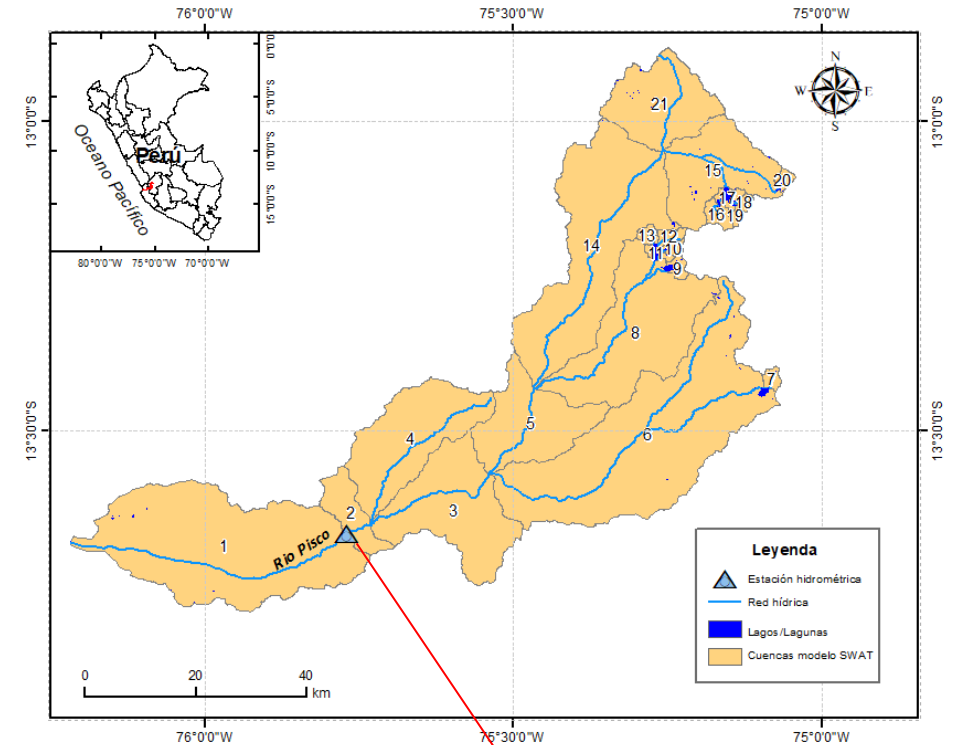 76°0'0"W 75°30'0"W 75°0'0"W
0°0'0"
5°0'0"S
10°0'0"S
15°0'0"S
Perú
Oceano Pacífico
80°0'0"W 75°0'0"W 70°0'0"W
N
W E
S
13°0'0"S 13°0'0"S
21
15
20
17
18
16
19
13
12
14
11
10
9
8
7
5
4
6
3
2
1
Rio Pisco
13°30'0"S 13°30'0"S
Leyenda
Estación hidrométrica
Red hídrica
Lagos/Lagunas
Cuencas modelo SWAT
0 20 40
km
76°0'0"W 75°30'0"W 75°0'0"W